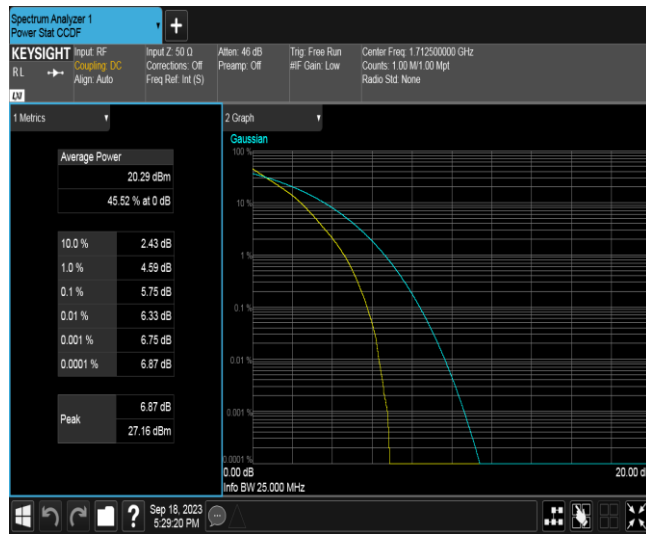 Spectrum Analyzer 1
Power Stat CCDF
+
KEYSIGHT
RL
LXI
Input: RF
Coupling: DC
Align: Auto
Input Z: 50 Ω
Corrections: Off
Freq Ref: Int (S)
Atten: 46 dB
Preamp: Off
Trig: Free Run
#IF Gain: Low
Center Freq: 1.712500000 GHz
Counts: 1.00 M/1.00 Mpt
Radio Std: None
1 Metrics
Average Power
20.29 dBm
45.52 % at 0 dB
10.0 % 2.43 dB
1.0 % 4.59 dB
0.1 % 5.75 dB
0.01 % 6.33 dB
0.001 % 6.75 dB
0.0001 % 6.87 dB
Peak
6.87 dB
27.16 dBm
2 Graph
Gaussian
100 %
10 %
1 %
0.1 %
0.01 %
0.001 %
0.0001 %
0.00 dB
20.00 d
Info BW 25.000 MHz
?
Sep 18, 2023
5:29:20 PM